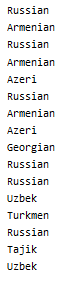 Russian
Armenian
Russian
Armenian
Azeri
Russian
Armenian
Azeri
Georgian
Russian
Russian
Uzbek
Turkmen
Russian
Tajik
Uzbek